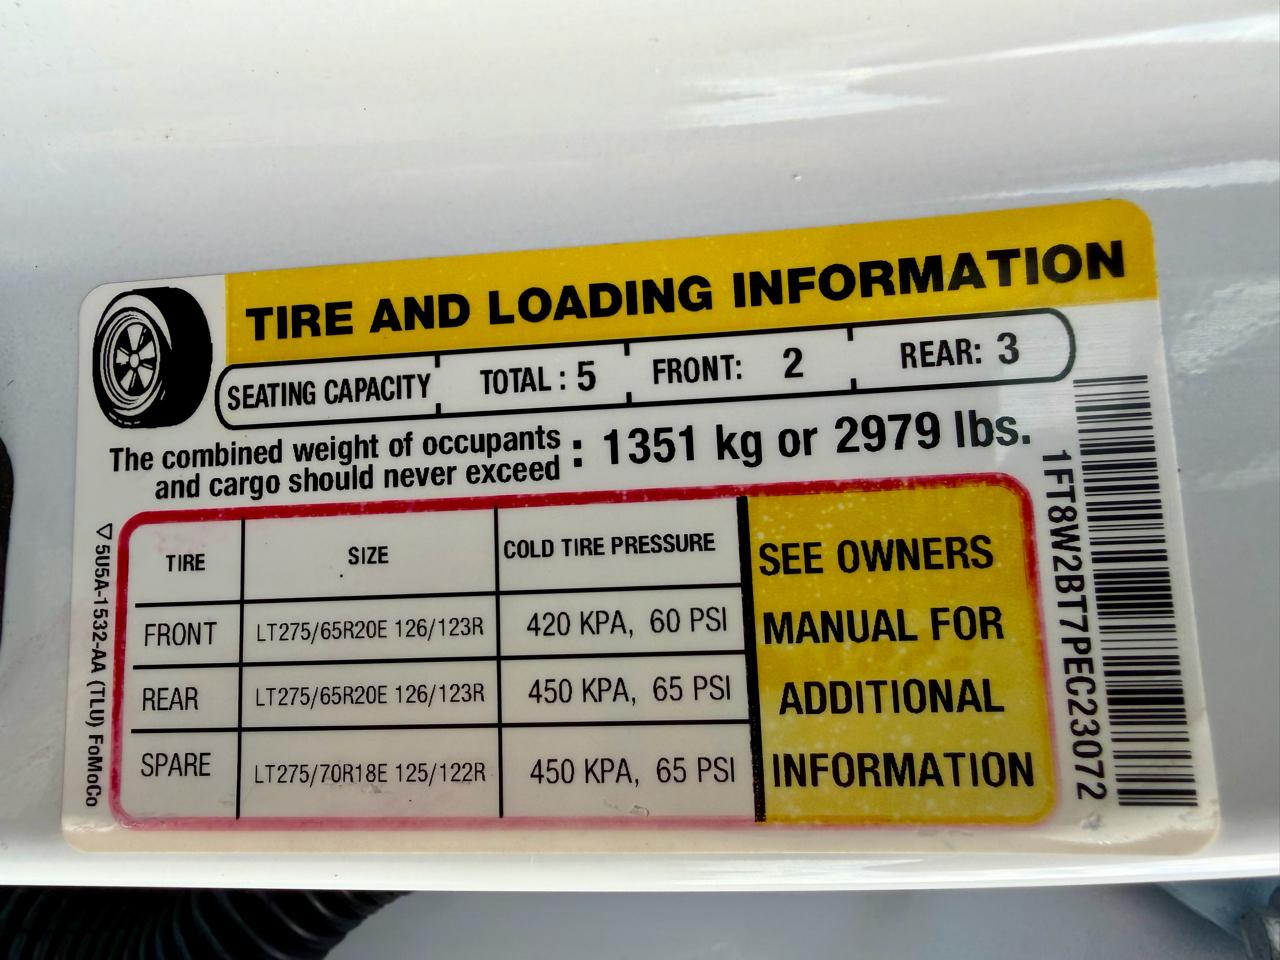 TIRE AND LOADING INFORMATION
SEATING CAPACITY TOTAL : 5 FRONT: 2 REAR: 3
The combined weight of occupants
and cargo should never exceed : 1351 kg or 2979 lbs.
TIRE SIZE COLD TIRE PRESSURE
FRONT LT275/65R20E 126/123R 420 KPA, 60 PSI
REAR LT275/65R20E 126/123R 450 KPA, 65 PSI
SPARE LT275/70R18E 125/122R 450 KPA, 65 PSI
SEE OWNERS
MANUAL FOR
ADDITIONAL
INFORMATION
5U5A-1532-AA (TLU) FoMoCo
1FT8W2BT7PEC23072